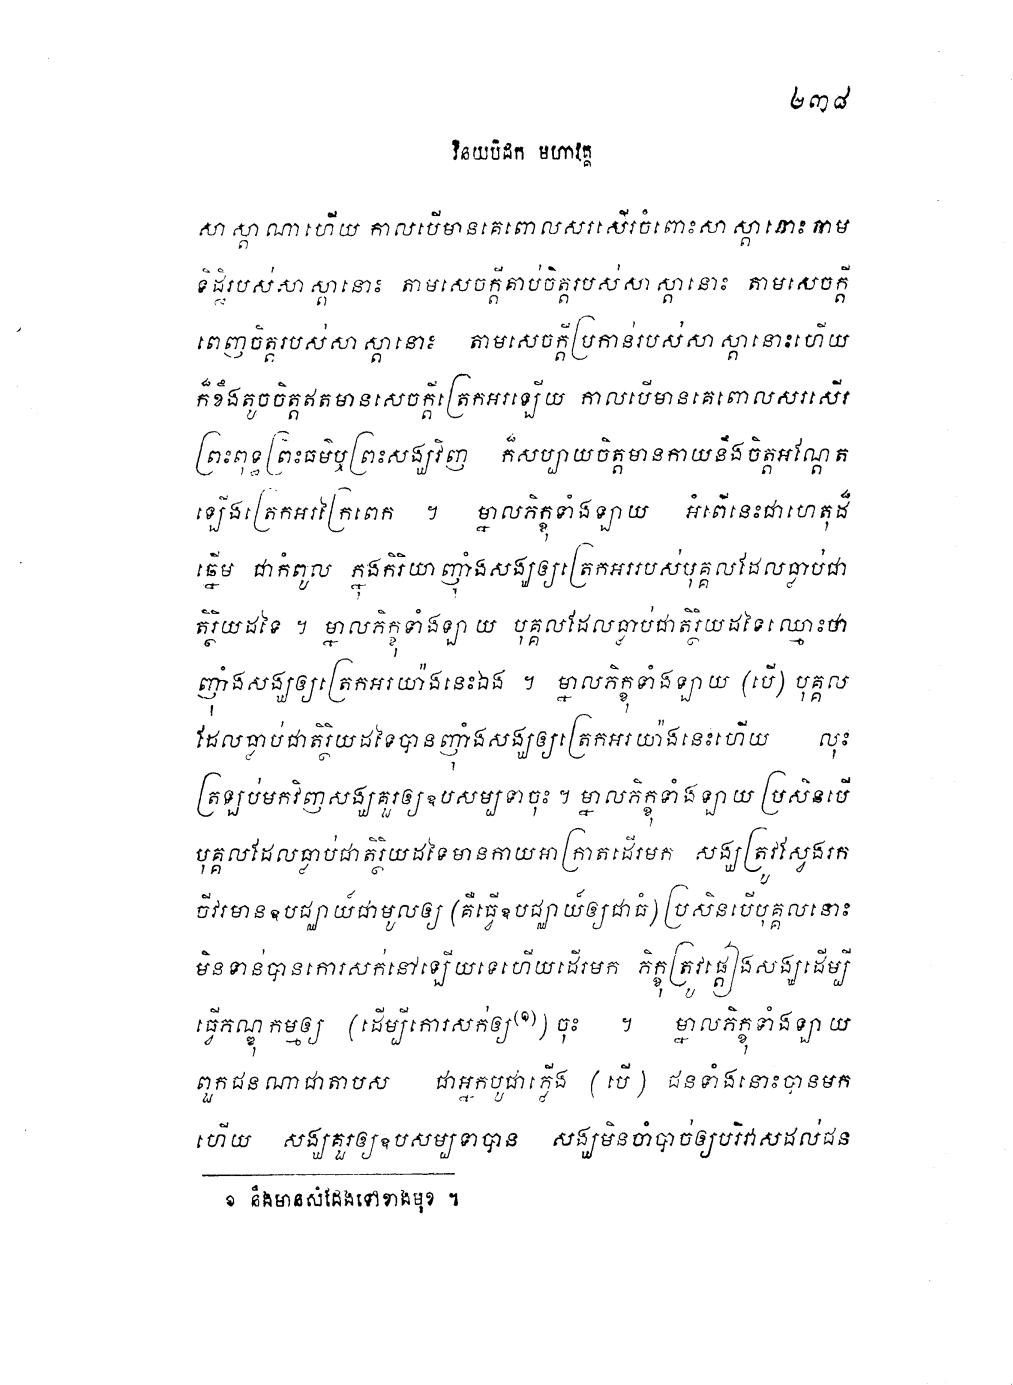 ២៣៨
វិនយបិដក មហាវគ្គ
សាស្ដាណាហើយ កាលបើមានគេពោលសរសើរចំពោះសាស្ដានោះ តាម
ទិដ្ឋិរបស់សាស្ដានោះ តាមសេចក្ដីគាប់ចិត្តរបស់សាស្ដានោះ តាមសេចក្ដី
ពេញចិត្តរបស់សាស្ដានោះ តាមសេចក្ដីប្រកាន់របស់សាស្ដានោះហើយ
ក៏ខឹងតូចចិត្តឥតមានសេចក្ដីត្រេកអរឡើយ កាលបើមានគេពោលសរសើរ
ព្រះពុទ្ធព្រះធម៌ឬព្រះសង្ឃវិញ ក៏សប្បាយចិត្តមានកាយនឹងចិត្តអណ្ដែត
ឡើងត្រេកអរក្រៃពេក ។ ម្នាលភិក្ខុទាំងឡាយ អំពើនេះជាហេតុដ៏
ឆ្នើម ជាកំពូល ក្នុងកិរិយាញ៉ាំងសង្ឃឲ្យត្រេកអររបស់បុគ្គលដែលធ្លាប់ជា
តិរ្ថិយដទៃ ។ ម្នាលភិក្ខុទាំងឡាយ បុគ្គលដែលធ្លាប់ជាតិរ្ថិយដទៃឈ្មោះថា
ញ៉ាំងសង្ឃឲ្យត្រេកអរយ៉ាងនេះឯង ។ ម្នាលភិក្ខុទាំងឡាយ (បើ) បុគ្គល
ដែលធ្លាប់ជាតិរ្ថិយដទៃបានញ៉ាំងសង្ឃឲ្យត្រេកអរយ៉ាងនេះហើយ លុះ
ត្រឡប់មកវិញសង្ឃគួរឲ្យឧបសម្បទាចុះ ។ ម្នាលភិក្ខុទាំងឡាយ ប្រសិនបើ
បុគ្គលដែលធ្លាប់ជាតិរ្ថិយដទៃមានកាយអាក្រាតដើរមក សង្ឃត្រូវស្វែងរក
ចីវរមានឧបជ្ឈាយ៍ជាមូលឲ្យ (គឺធ្វើឧបជ្ឈាយ៍ឲ្យជាធំ) ប្រសិនបើបុគ្គលនោះ
មិនទាន់បានកោរសក់នៅឡើយទេហើយដើរមក ភិក្ខុត្រូវផ្ដៀងសង្ឃដើម្បី
ធ្វើភណ្ឌុកម្មឲ្យ (ដើម្បីកោរសក់ឲ្យ(១)) ចុះ ។ ម្នាលភិក្ខុទាំងឡាយ
ពួកជនណាជាតាបស ជាអ្នកបូជាភ្លើង (បើ) ជនទាំងនោះបានមក
ហើយ សង្ឃគួរឲ្យឧបសម្បទាបាន សង្ឃមិនចាំបាច់ឲ្យបរិវាសដល់ជន
១ នឹងមានសំដែងទៅខាងមុខ ។